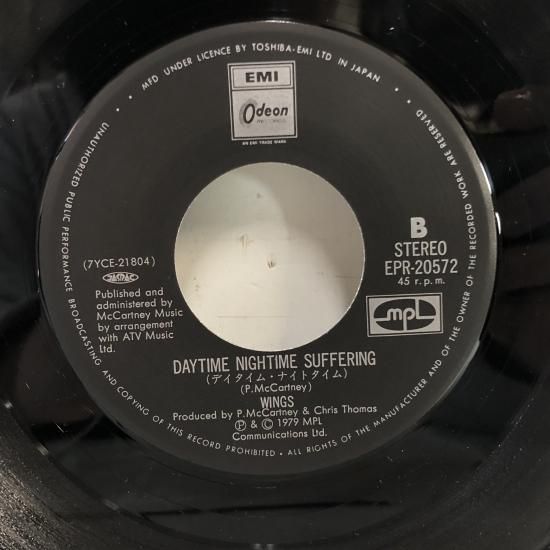 MFD UNDER LICENCE BY TOSHIBA-EMI LTD IN JAPAN
EMI
Odeon
RECORDS
AN EMI TRADE MARK
B
STEREO
EPR-20572
45 r.p.m.
(7YCE-21804)
JASRAC
Published and
administered by
McCartney Music
by arrangement
with ATV Music
Ltd.
mpl
DAYTIME NIGHTTIME SUFFERING
(デイタイム・ナイトタイム)
(P.McCartney)
WINGS
Produced by P.McCartney & Chris Thomas
Ⓟ & © 1979 MPL
Communications Ltd.
UNAUTHORIZED PUBLIC PERFORMANCE BROADCASTING AND COPYING OF THIS RECORD PROHIBITED • ALL RIGHTS OF THE MANUFACTURER AND OF THE OWNER OF THE RECORDED WORK ARE RESERVED